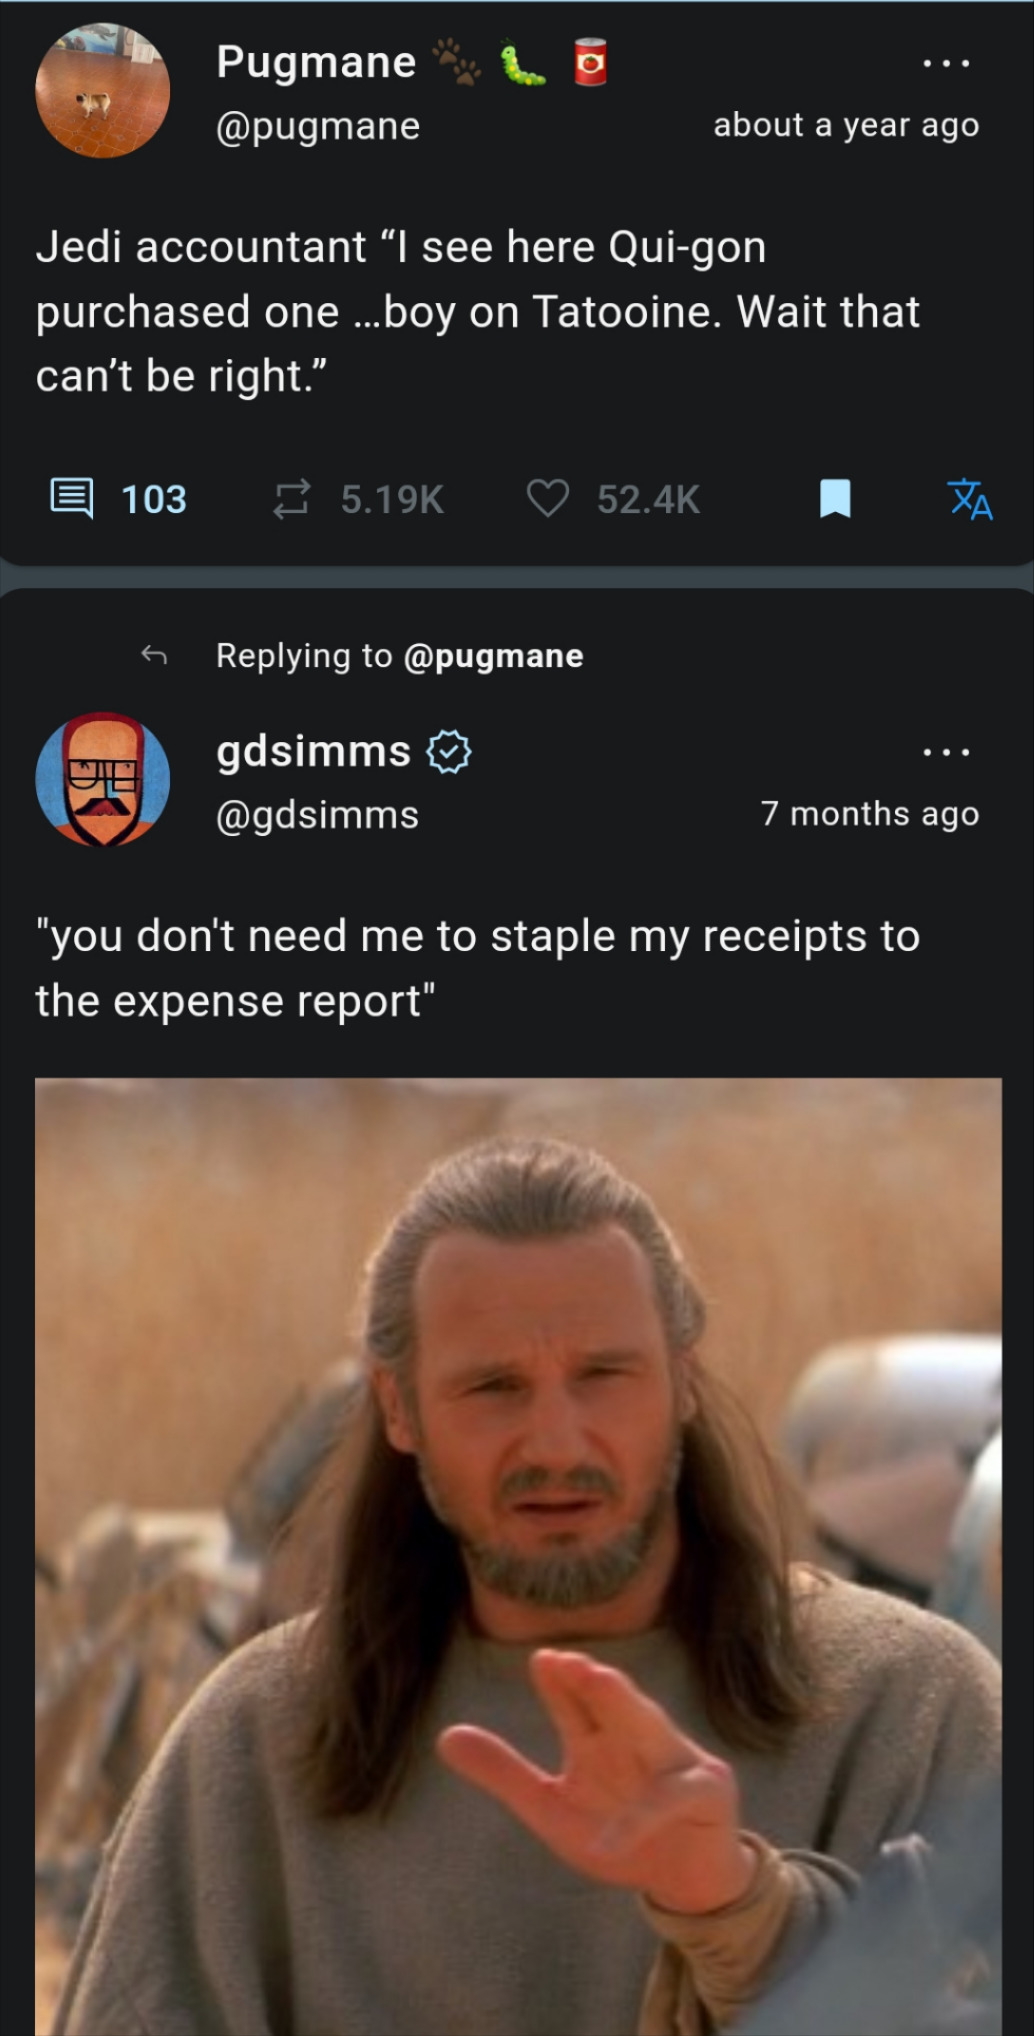 Pugmane 🐾 🐛 🥫
@pugmane
about a year ago
Jedi accountant “I see here Qui-gon
purchased one ...boy on Tatooine. Wait that
can’t be right.”
103 5.19K 52.4K
Replying to @pugmane
gdsimms
@gdsimms
7 months ago
"you don't need me to staple my receipts to
the expense report"